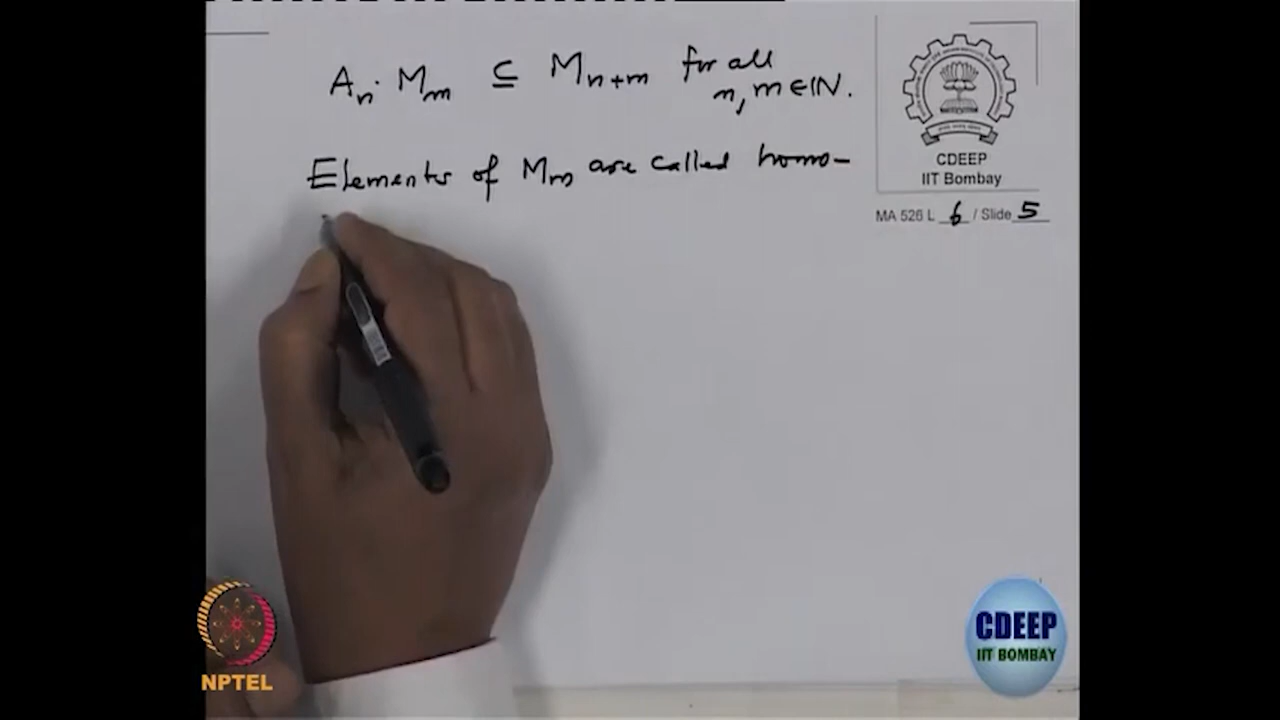 Aₙ · Mₘ ⊆ Mₙ₊ₘ for all
n, m ∈ ℕ.
Elements of Mₘ are called homo-
CDEEP
IIT Bombay
MA 526 L 6 / Slide 5
NPTEL
CDEEP
IIT BOMBAY